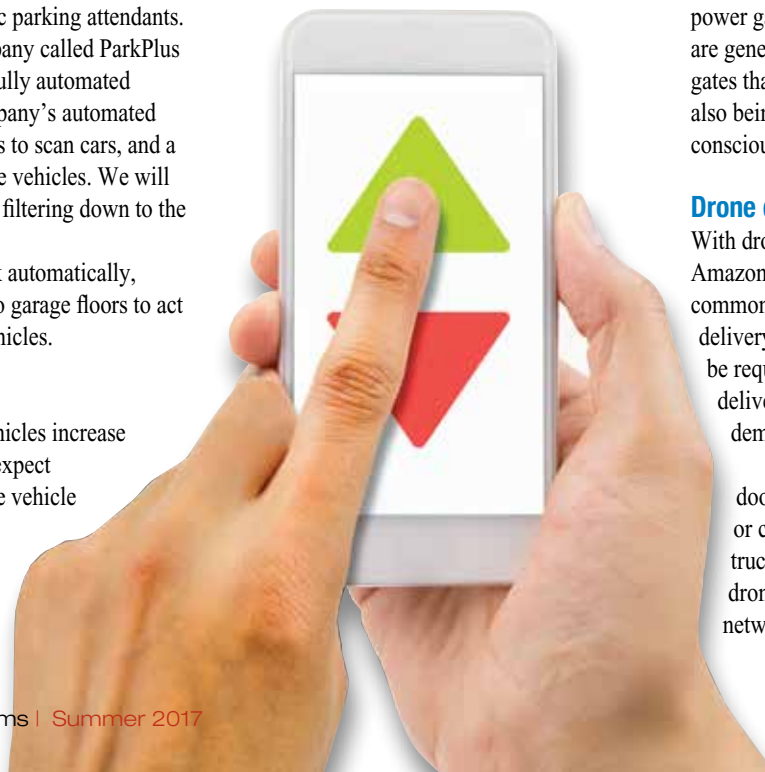 c parking attendants.
pany called ParkPlus
ully automated
pany's automated
s to scan cars, and a
e vehicles. We will
filtering down to the
k automatically,
o garage floors to act
hicles.
hicles increase
expect
e vehicle
ms | Summer 2017
power ga
are gene
gates tha
also bein
consciou
Drone d
With dro
Amazon
common
delivery
be requ
delive
dem
doo
or c
truc
dron
netw